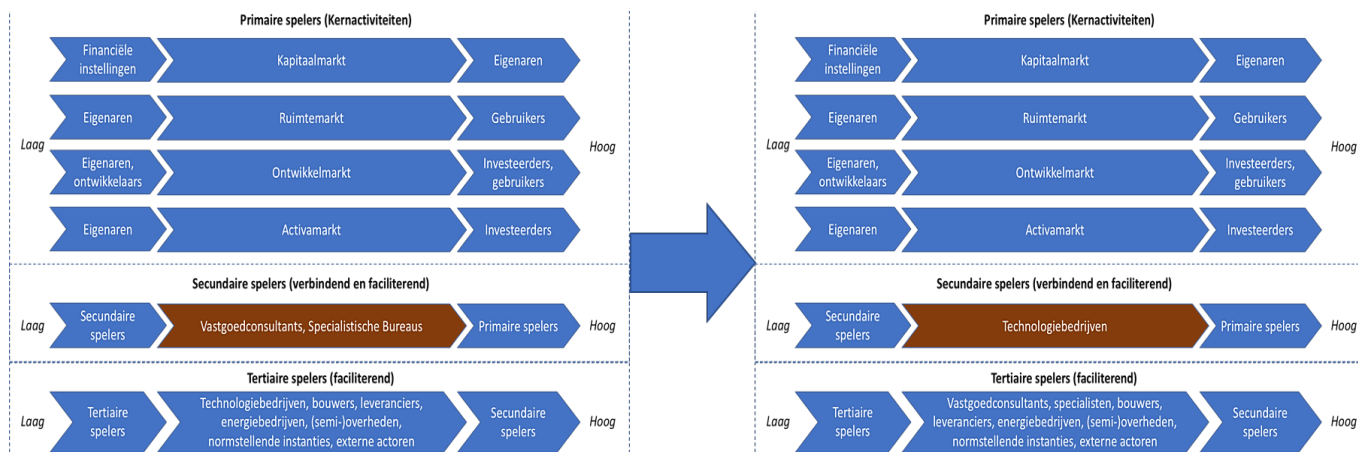 Primaire spelers (Kernactiviteiten)
Financiële
instellingen
Kapitaalmarkt
Eigenaren
Eigenaren
Ruimtemarkt
Gebruikers
Laag
Hoog
Eigenaren,
ontwikkelaars
Ontwikkelmarkt
Investeerders,
gebruikers
Eigenaren
Activamarkt
Investeerders
Secundaire spelers (verbindend en faciliterend)
Laag
Secundaire
spelers
Vastgoedconsultants, Specialistische Bureaus
Primaire spelers
Hoog
Tertiaire spelers (faciliterend)
Laag
Tertiaire
spelers
Technologiebedrijven, bouwers, leveranciers,
energiebedrijven, (semi-)overheden,
normstellende instanties, externe actoren
Secundaire
spelers
Hoog
Primaire spelers (Kernactiviteiten)
Financiële
instellingen
Kapitaalmarkt
Eigenaren
Eigenaren
Ruimtemarkt
Gebruikers
Laag
Hoog
Eigenaren,
ontwikkelaars
Ontwikkelmarkt
Investeerders,
gebruikers
Eigenaren
Activamarkt
Investeerders
Secundaire spelers (verbindend en faciliterend)
Laag
Secundaire
spelers
Technologiebedrijven
Primaire spelers
Hoog
Tertiaire spelers (faciliterend)
Laag
Tertiaire
spelers
Vastgoedconsultants, specialisten, bouwers,
leveranciers, energiebedrijven, (semi-)overheden,
normstellende instanties, externe actoren
Secundaire
spelers
Hoog